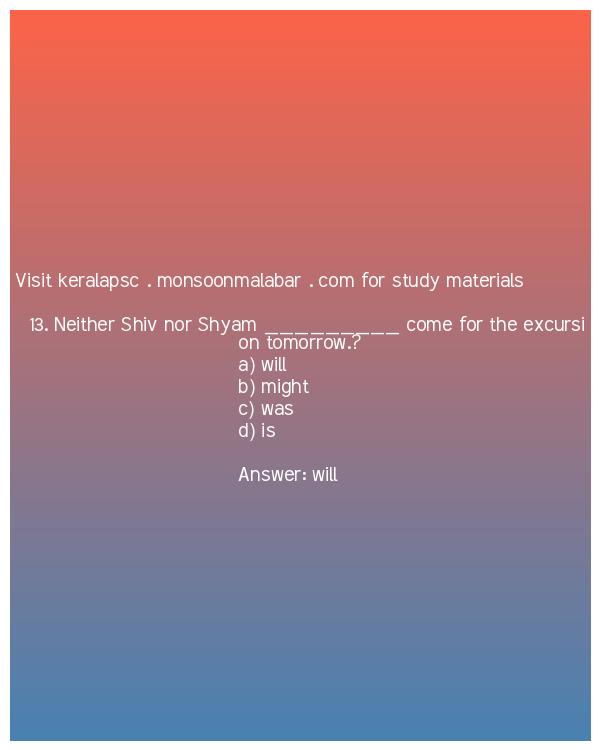 Visit keralapsc . monsoonmalabar . com for study materials
13. Neither Shiv nor Shyam _________ come for the excursi
on tomorrow.?
a) will
b) might
c) was
d) is
Answer: will